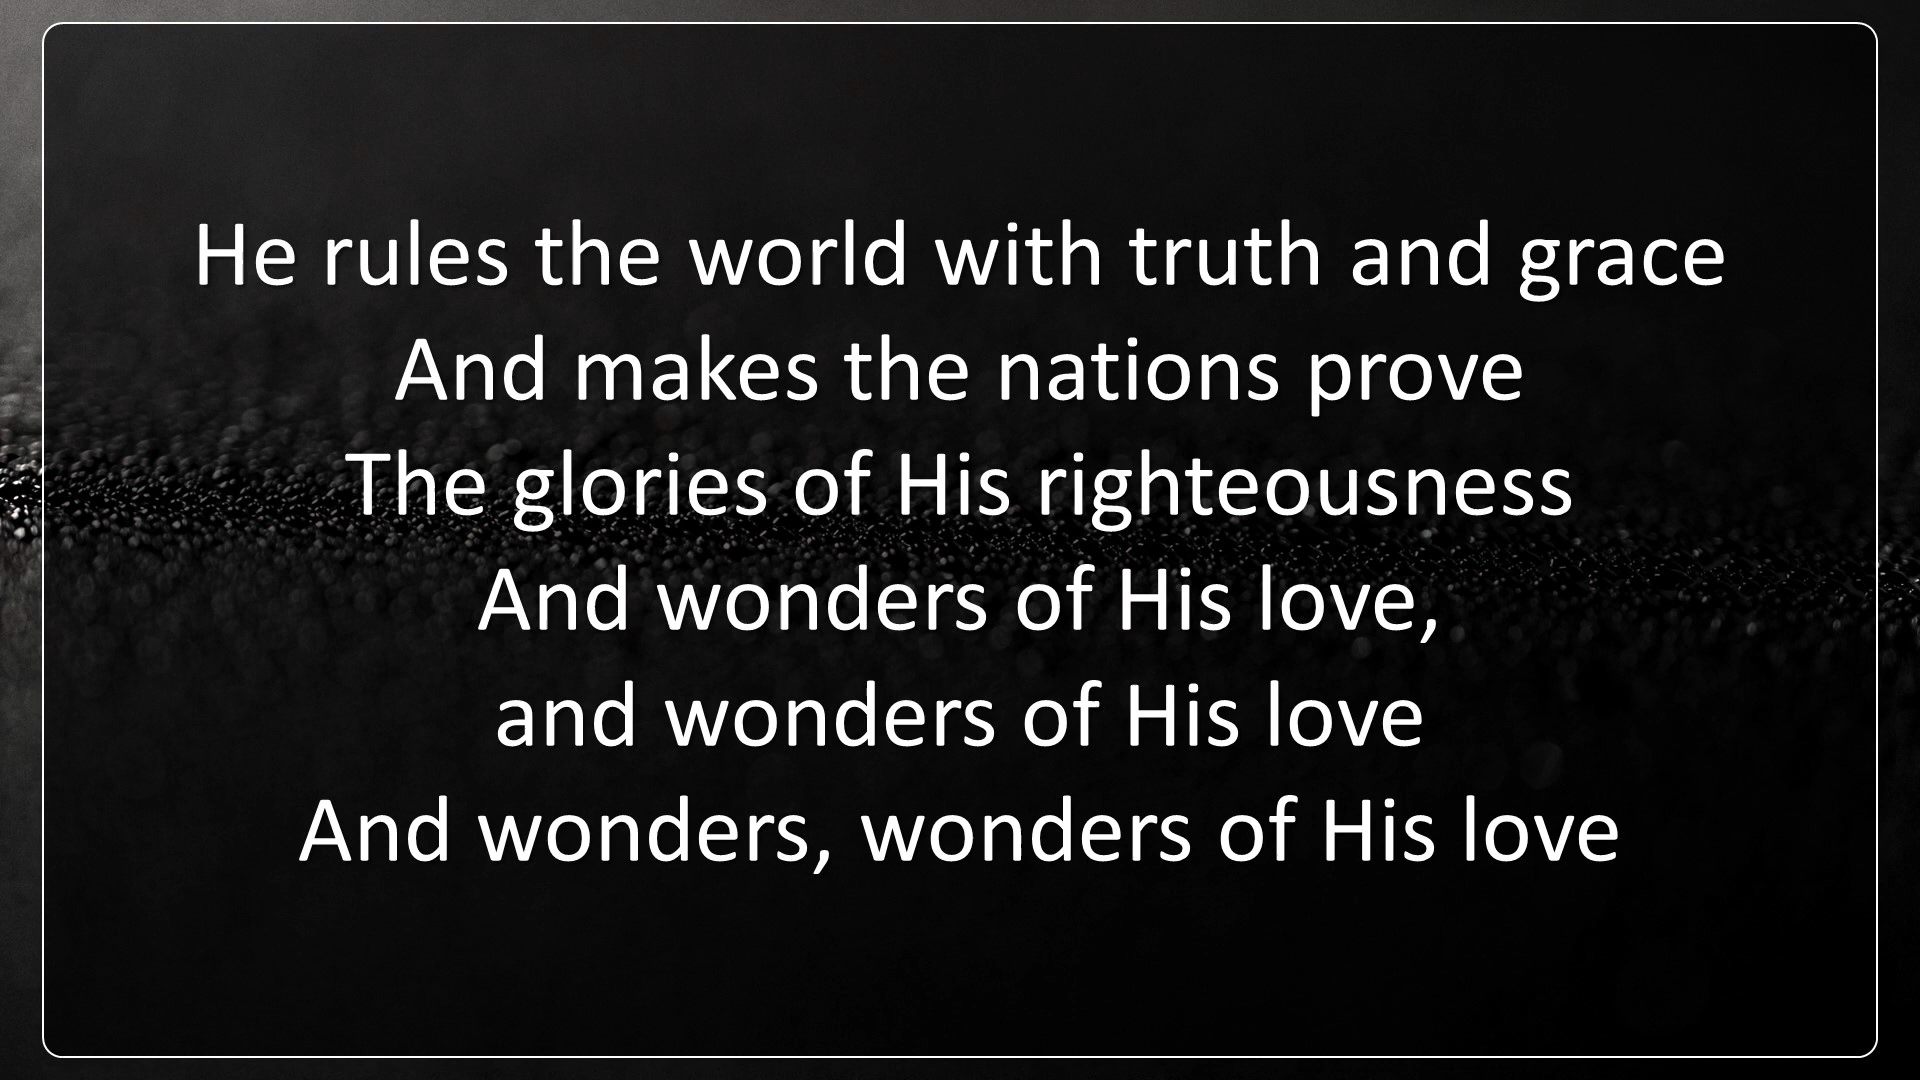 He rules the world with truth and grace
And makes the nations prove
The glories of His righteousness
And wonders of His love,
and wonders of His love
And wonders, wonders of His love